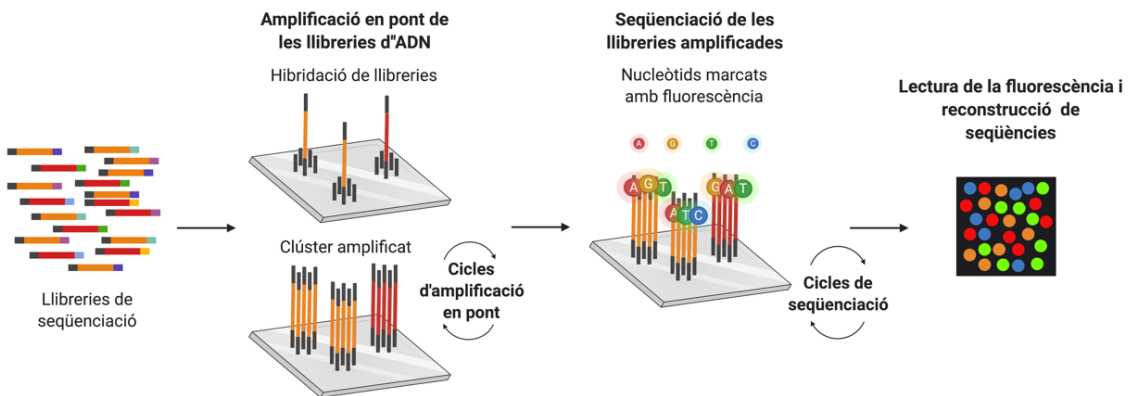 Amplificació en pont de
les llibreries d"ADN
Hibridació de llibreries
Clúster amplificat
Cicles
d'amplificació
en pont
Llibreries de
seqüenciació
Seqüenciació de les
llibreries amplificades
Nucleòtids marcats
amb fluorescència
A G T C
A G T
A T C
G A T
Cicles de
seqüenciació
Lectura de la fluorescència i
reconstrucció de
seqüències